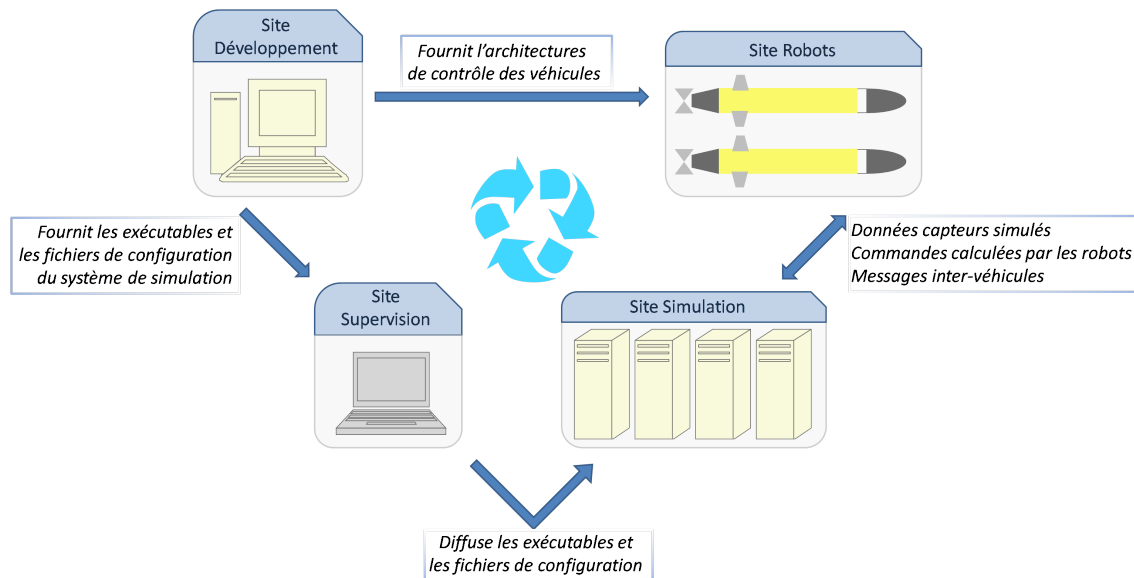 Site
Développement
Fournit l'architectures
de contrôle des véhicules
Site Robots
Fournit les exécutables et
les fichiers de configuration
du système de simulation
Données capteurs simulés
Commandes calculées par les robots
Messages inter-véhicules
Site
Supervision
Site Simulation
Diffuse les exécutables et
les fichiers de configuration